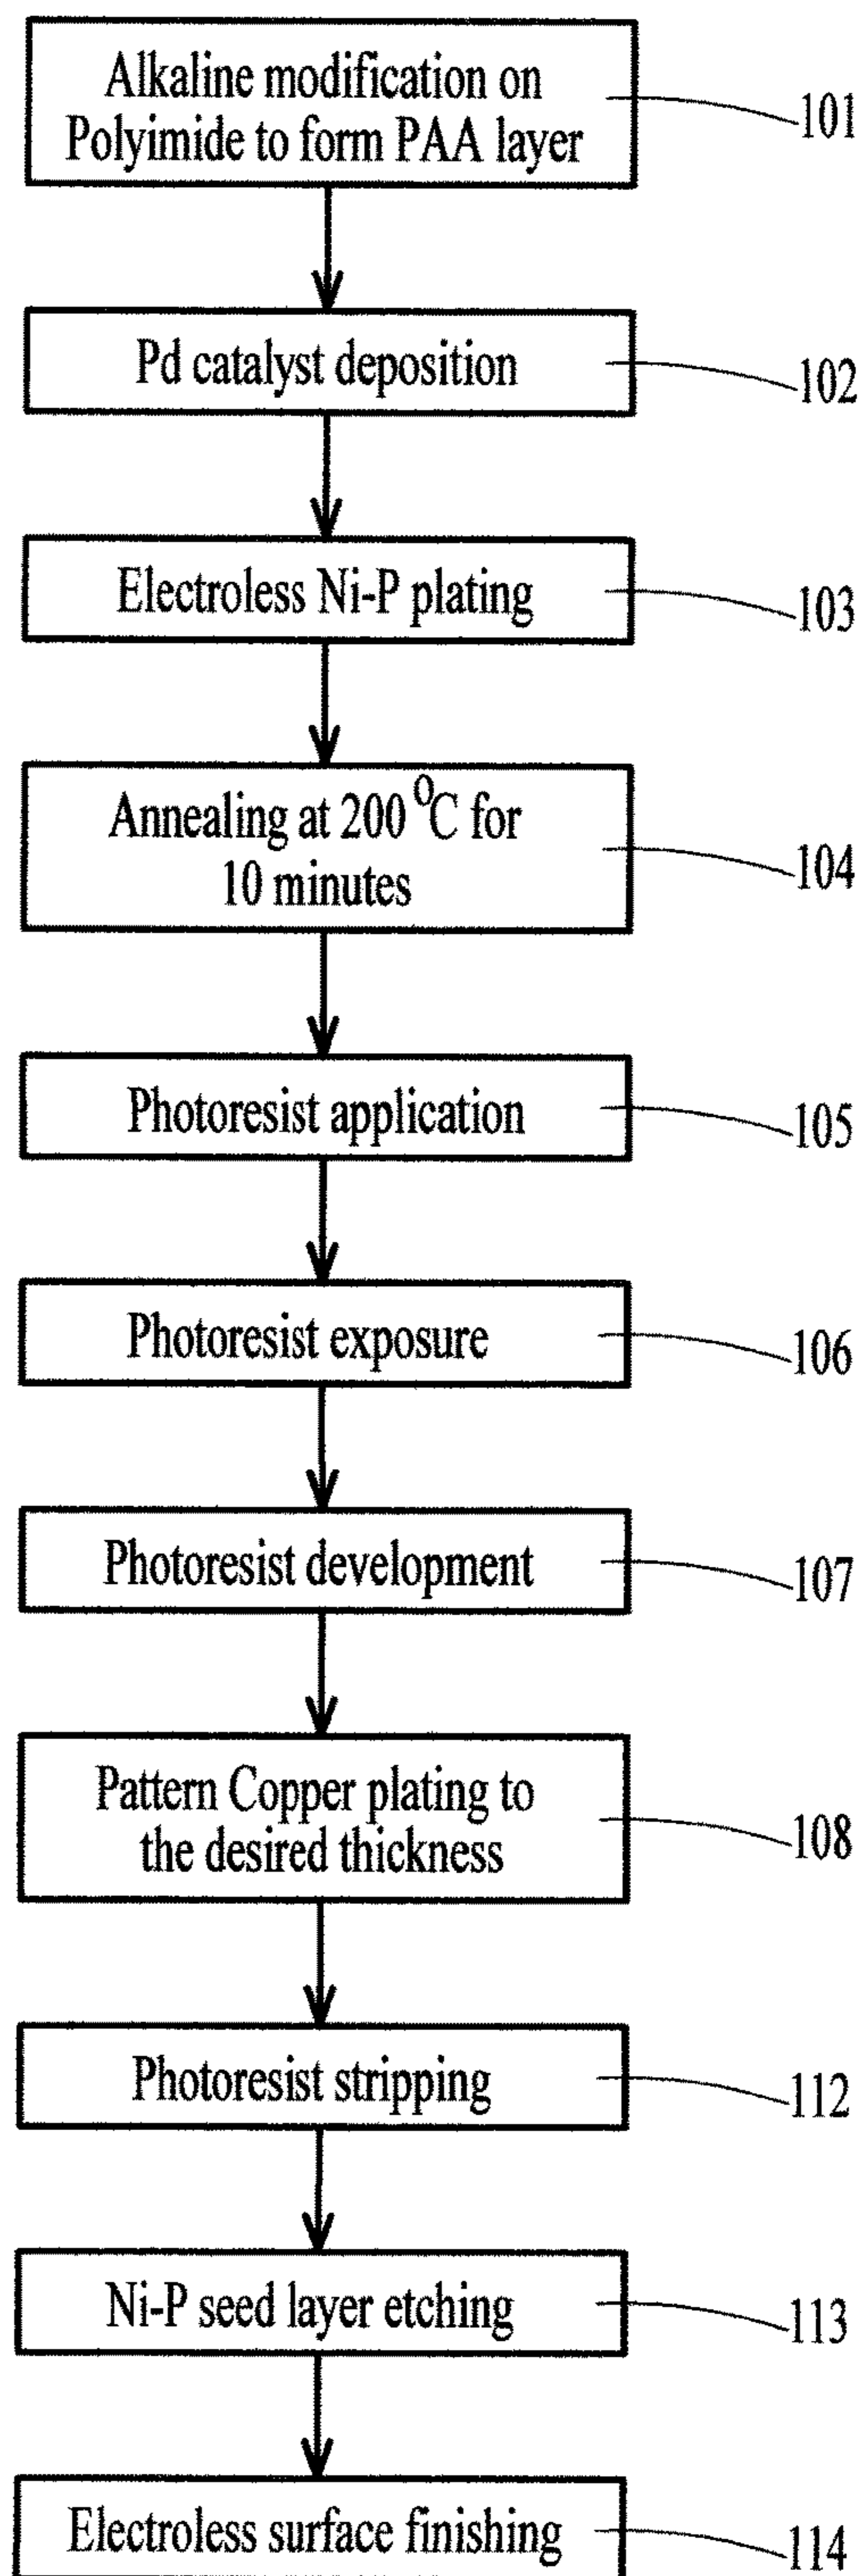 Alkaline modification on
Polyimide to form PAA layer
101
Pd catalyst deposition
102
Electroless Ni-P plating
103
Annealing at 200 °C for
10 minutes
104
Photoresist application
105
Photoresist exposure
106
Photoresist development
107
Pattern Copper plating to
the desired thickness
108
Photoresist stripping
112
Ni-P seed layer etching
113
Electroless surface finishing
114